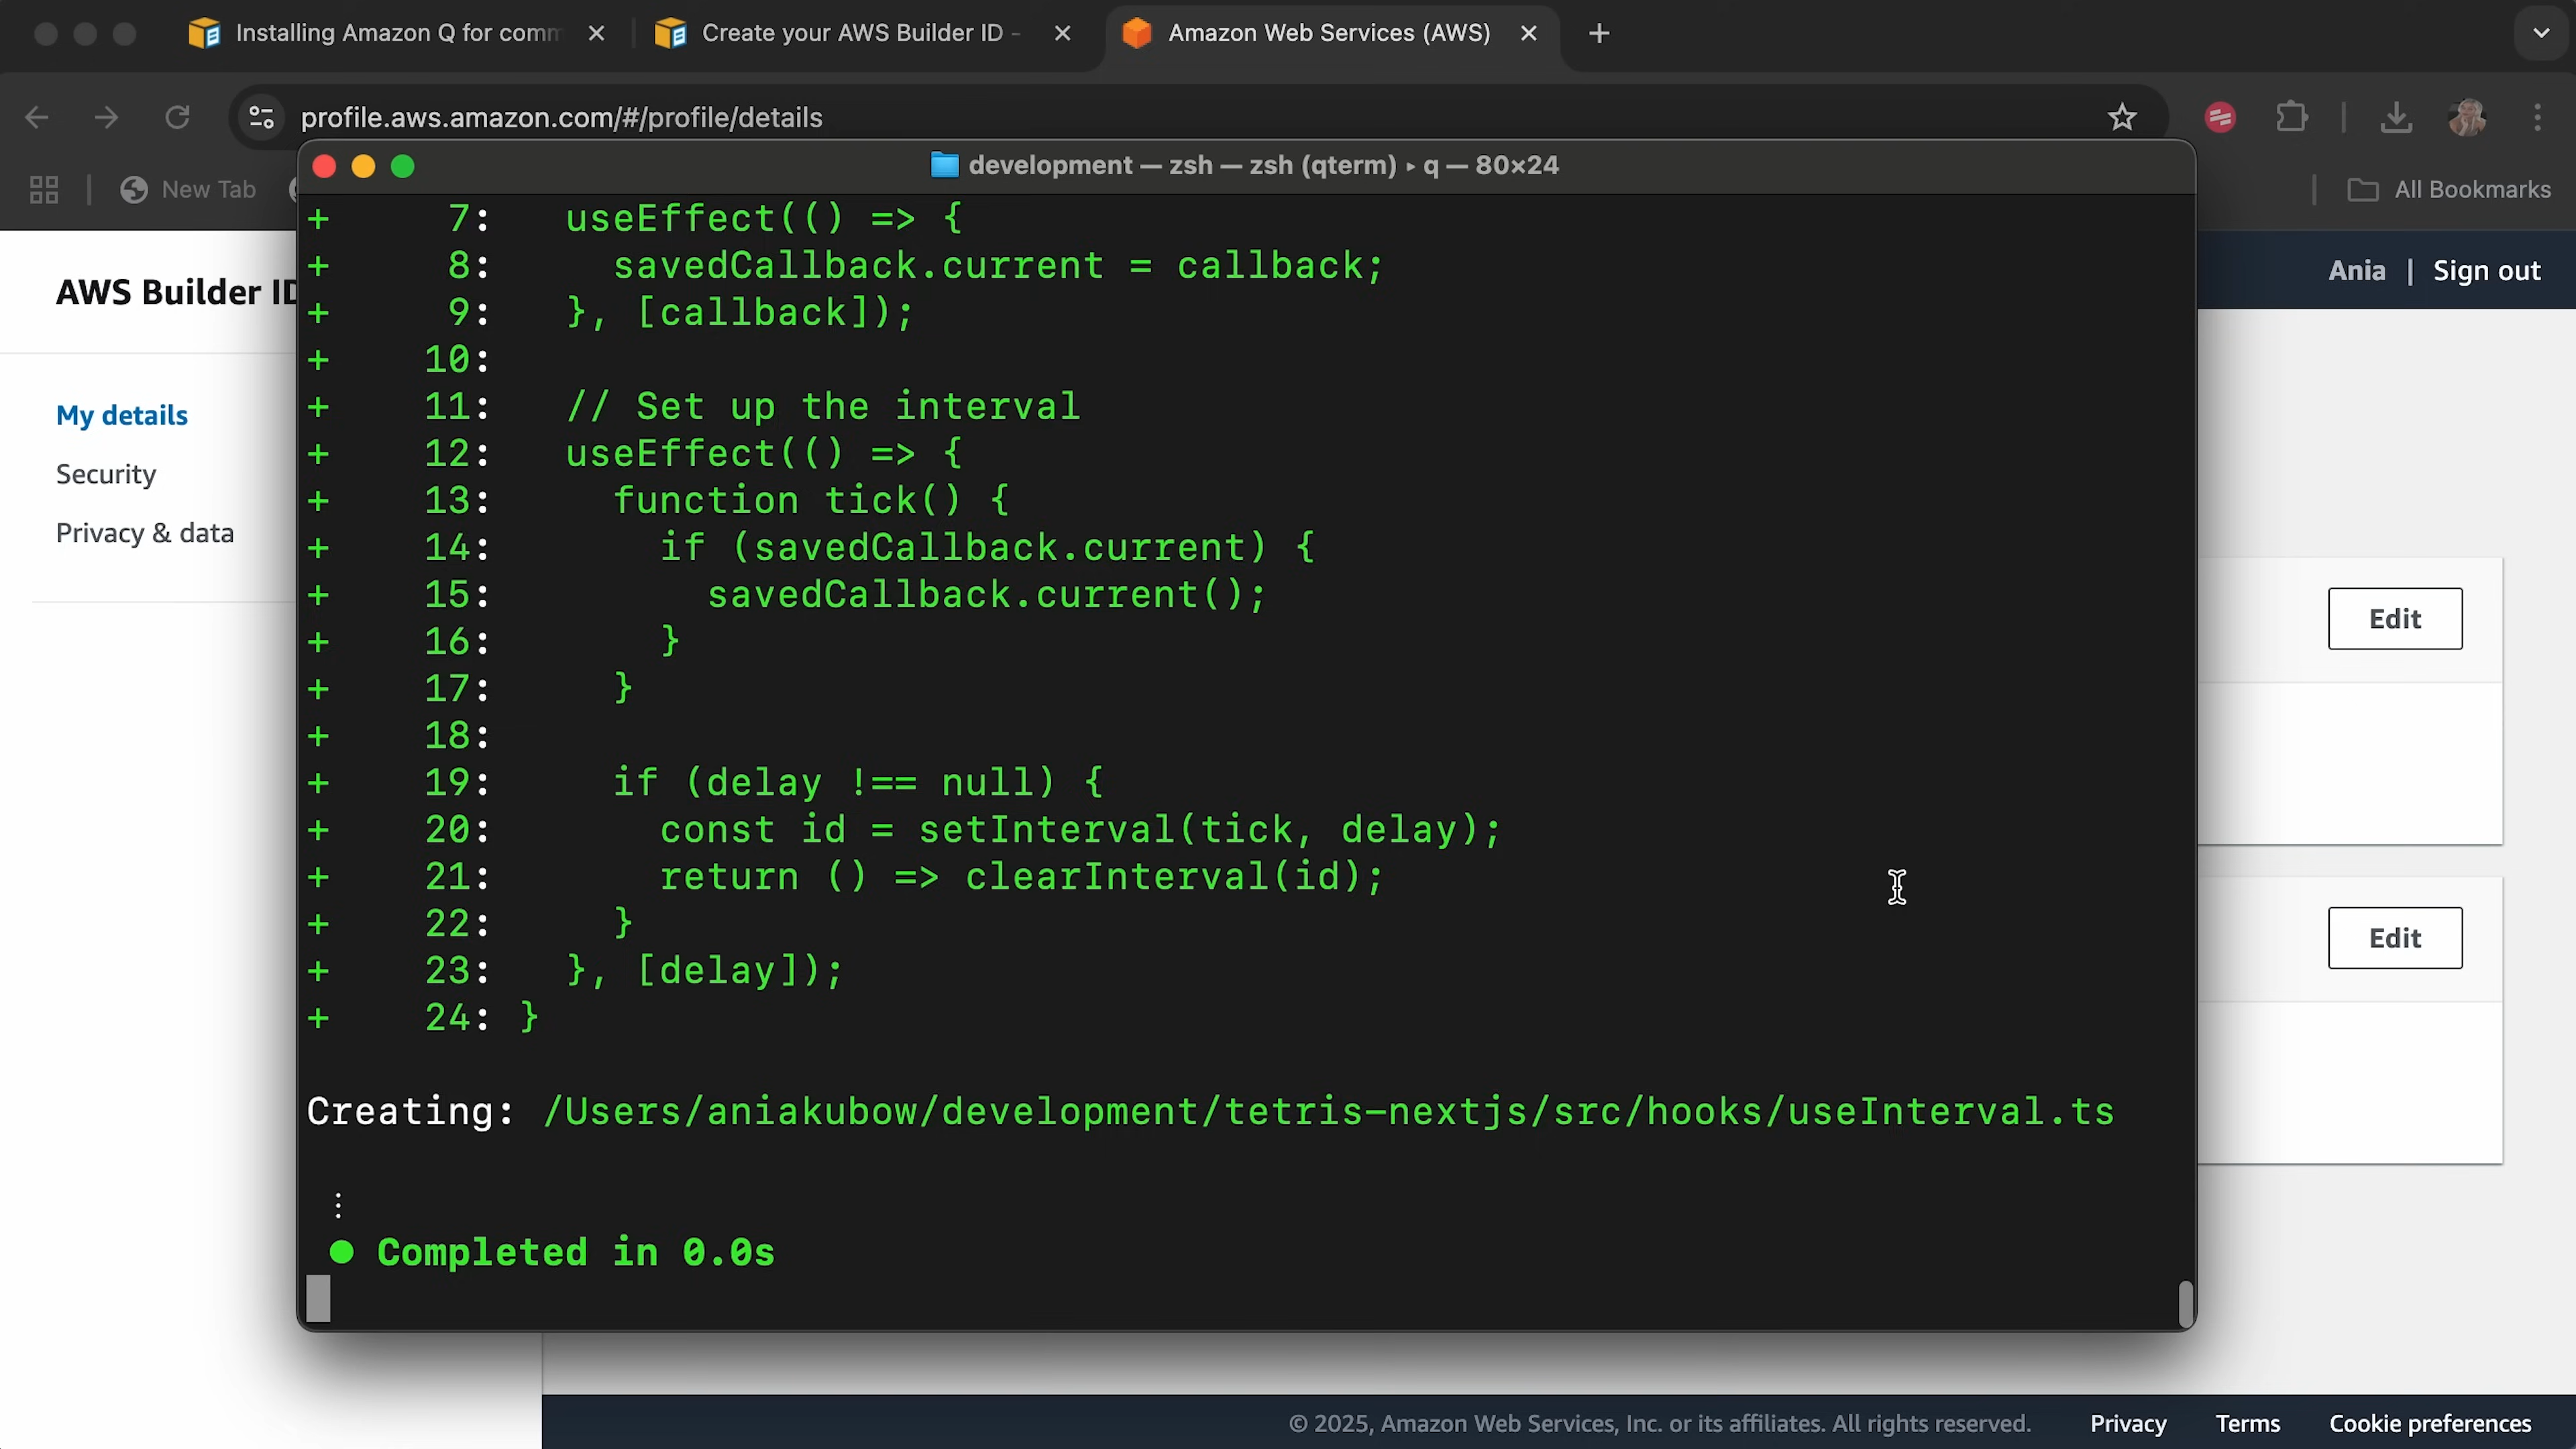 Installing Amazon Q for comm
Create your AWS Builder ID -
Amazon Web Services (AWS)
profile.aws.amazon.com/#/profile/details
New Tab
All Bookmarks
development — zsh — zsh (qterm) ▸ q — 80×24
AWS Builder ID
Ania | Sign out
My details
Security
Privacy & data
Edit
Edit
+     7:   useEffect(() => {
+     8:     savedCallback.current = callback;
+     9:   }, [callback]);
+    10:
+    11:   // Set up the interval
+    12:   useEffect(() => {
+    13:     function tick() {
+    14:       if (savedCallback.current) {
+    15:         savedCallback.current();
+    16:       }
+    17:     }
+    18:
+    19:     if (delay !== null) {
+    20:       const id = setInterval(tick, delay);
+    21:       return () => clearInterval(id);
+    22:     }
+    23:   }, [delay]);
+    24: }
Creating: /Users/aniakubow/development/tetris-nextjs/src/hooks/useInterval.ts
⋮
● Completed in 0.0s
© 2025, Amazon Web Services, Inc. or its affiliates. All rights reserved.
Privacy
Terms
Cookie preferences